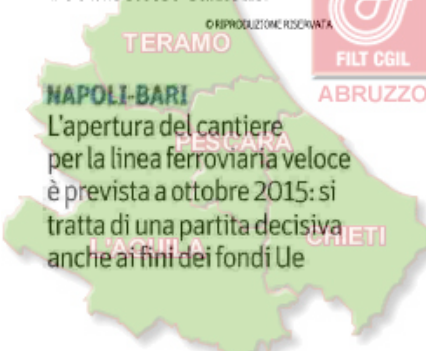 © RIPRODUZIONE RISERVATA
TERAMO
FILT CGIL
ABRUZZO
NAPOLI-BARI
L'apertura del cantiere
PESCARA
per la linea ferroviaria veloce
è prevista a ottobre 2015: si
tratta di una partita decisiva
L'AQUILA
CHIETI
anche ai fini dei fondi Ue